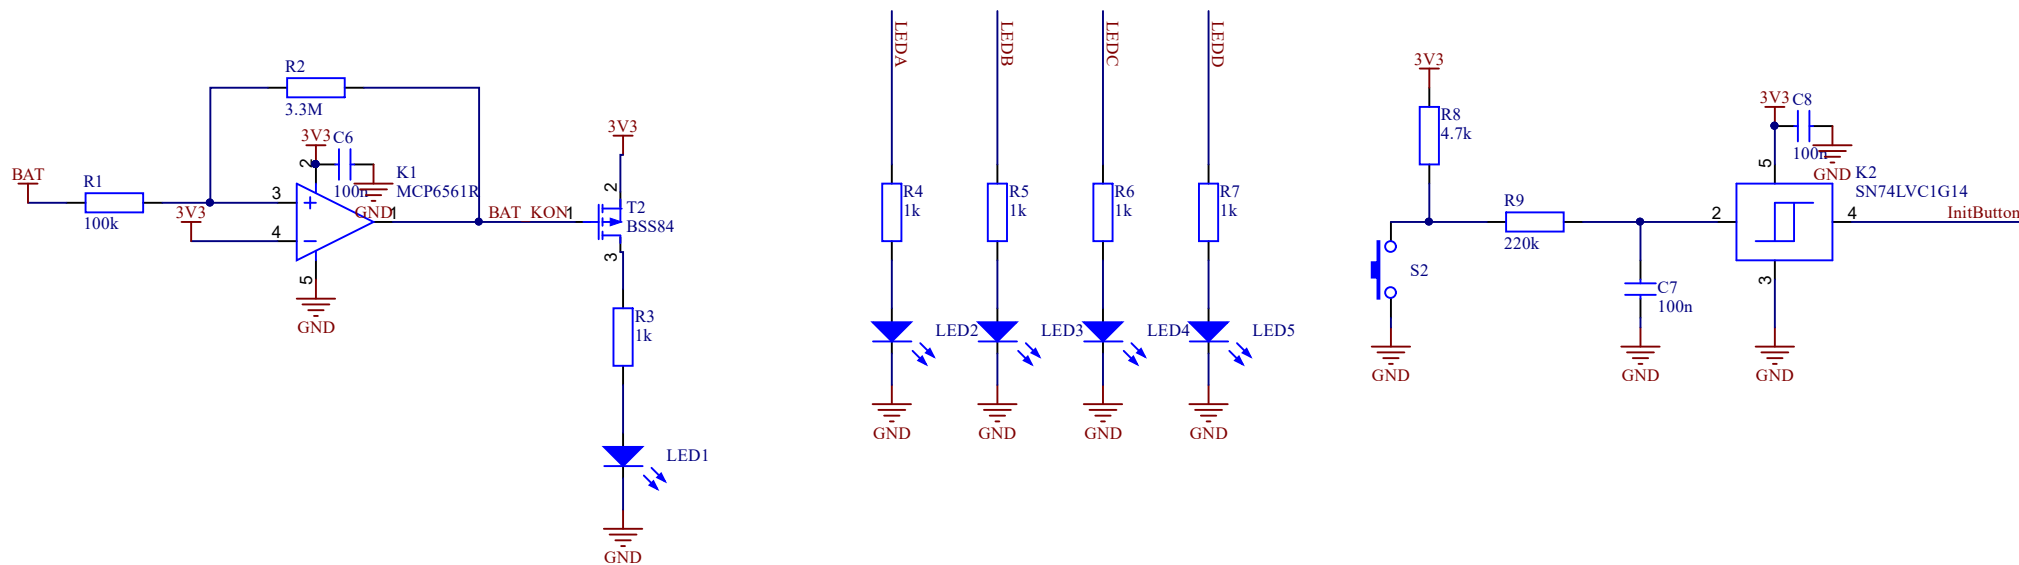 BAT
R1
100k
R2
3.3M
3V3
3V3
C6
100n
GND
K1
MCP6561R
2
3
4
1
5
GND
BAT_KON
1
3V3
2
T2
BSS84
3
R3
1k
LED1
GND
LEDA
R4
1k
LED2
GND
LEDB
R5
1k
LED3
GND
LEDC
R6
1k
LED4
GND
LEDD
R7
1k
LED5
GND
3V3
R8
4.7k
S2
GND
R9
220k
C7
100n
GND
3V3
C8
100n
GND
K2
SN74LVC1G14
5
2
4
3
InitButton
GND